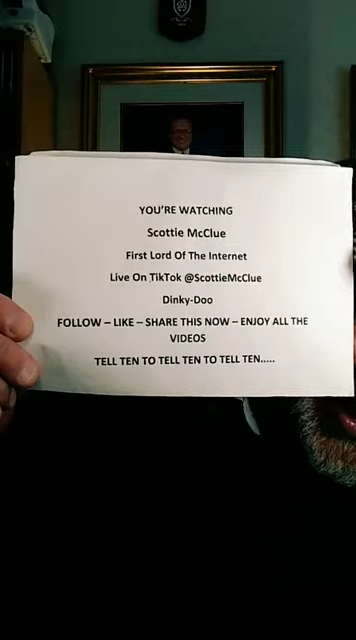 YOU'RE WATCHING
Scottie McClue
First Lord Of The Internet
Live On TikTok @ScottieMcClue
Dinky-Doo
FOLLOW – LIKE – SHARE THIS NOW – ENJOY ALL THE
VIDEOS
TELL TEN TO TELL TEN TO TELL TEN.....